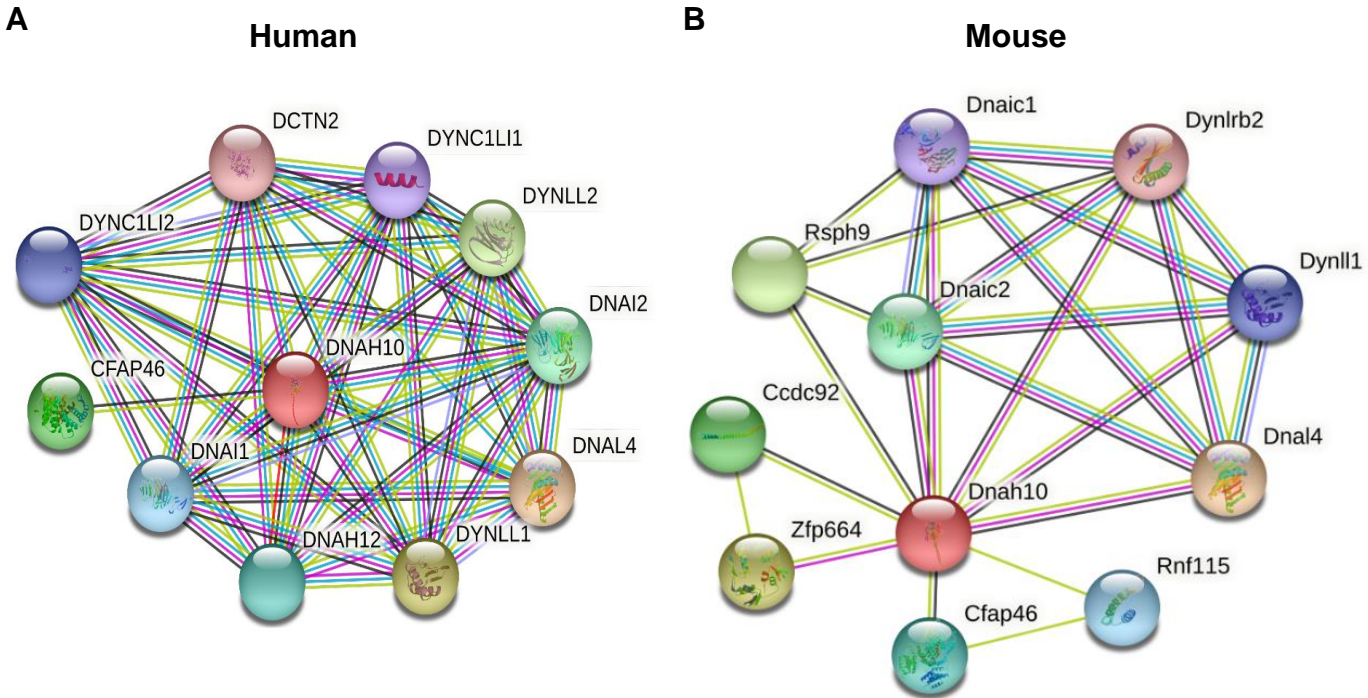 A
Human
DCTN2
DYNC1LI1
DYNLL2
DYNC1LI2
DNAI2
DNAH10
CFAP46
DNAL4
DNAI1
DNAH12
DYNLL1
B
Mouse
Dnaic1
Dynlrb2
Rsph9
Dynll1
Dnaic2
Ccdc92
Dnal4
Dnah10
Zfp664
Rnf115
Cfap46